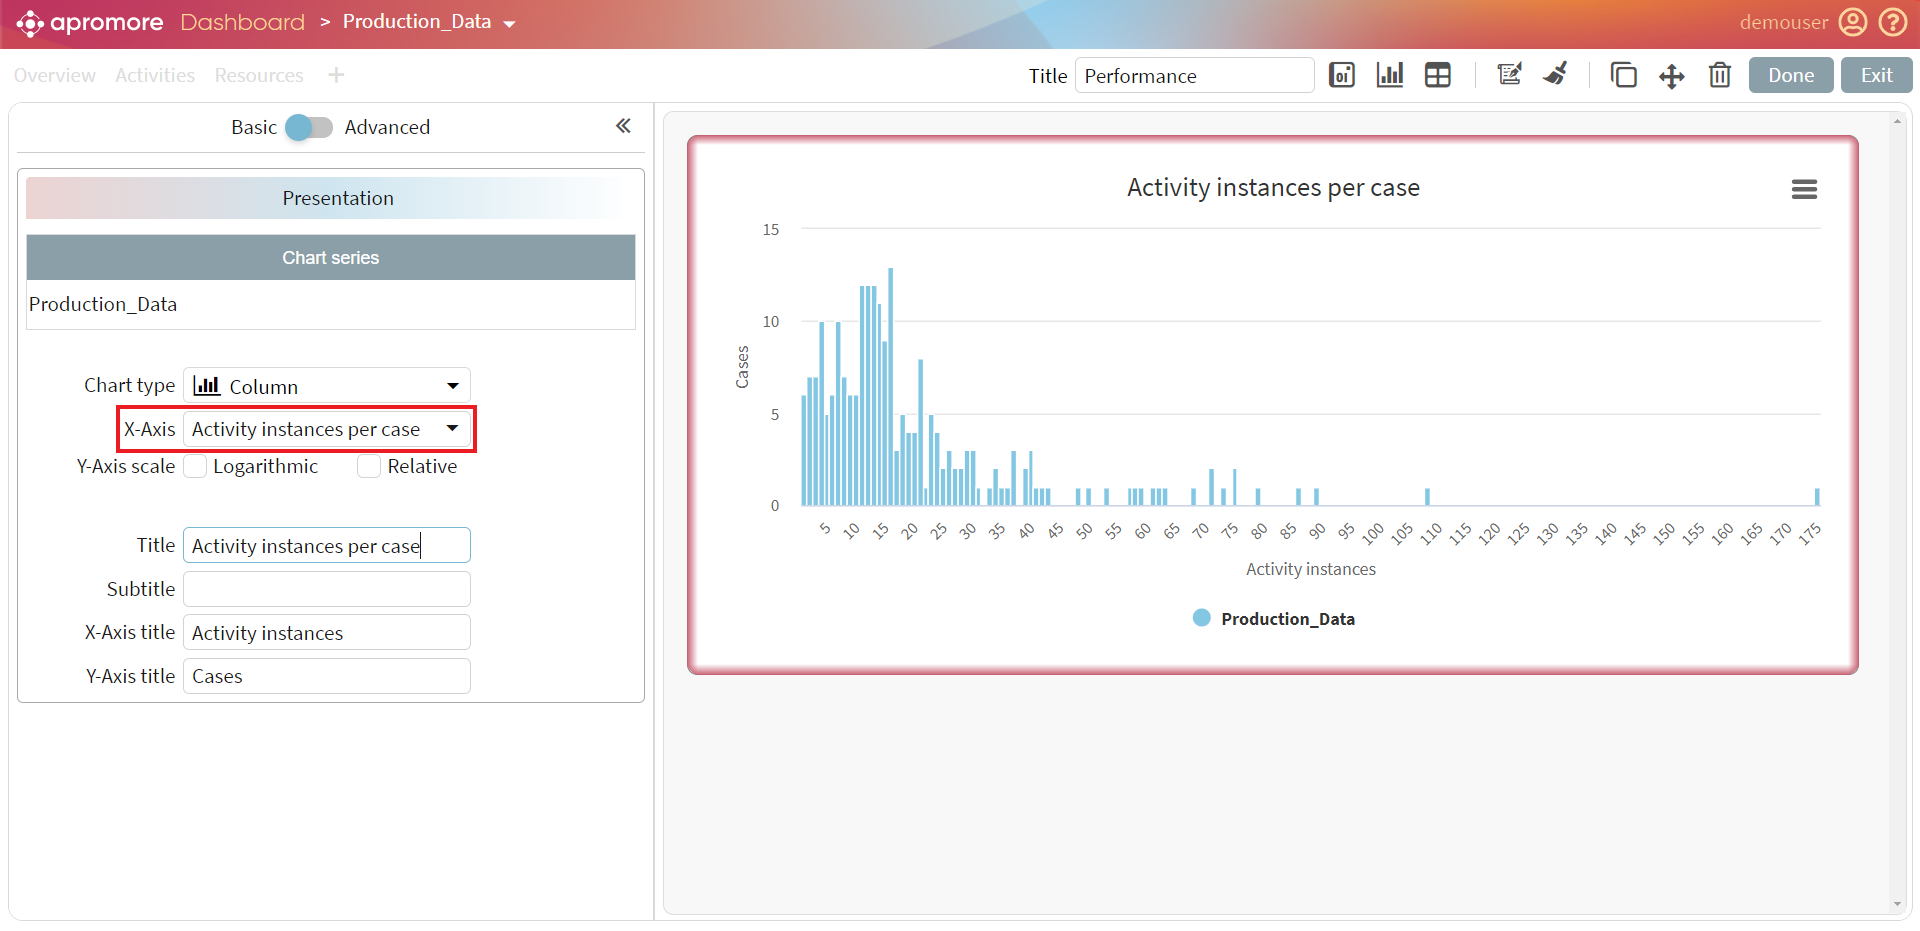 apromore Dashboard > Production_Data
demouser
Overview Activities Resources +
Title Performance
Done Exit
Basic Advanced
Presentation
Chart series
Production_Data
Chart type Column
X-Axis Activity instances per case
Y-Axis scale Logarithmic Relative
Title Activity instances per case
Subtitle
X-Axis title Activity instances
Y-Axis title Cases
Activity instances per case
15
10
5
0
Cases
5 10 15 20 25 30 35 40 45 50 55 60 65 70 75 80 85 90 95 100 105 110 115 120 125 130 135 140 145 150 155 160 165 170 175
Activity instances
Production_Data